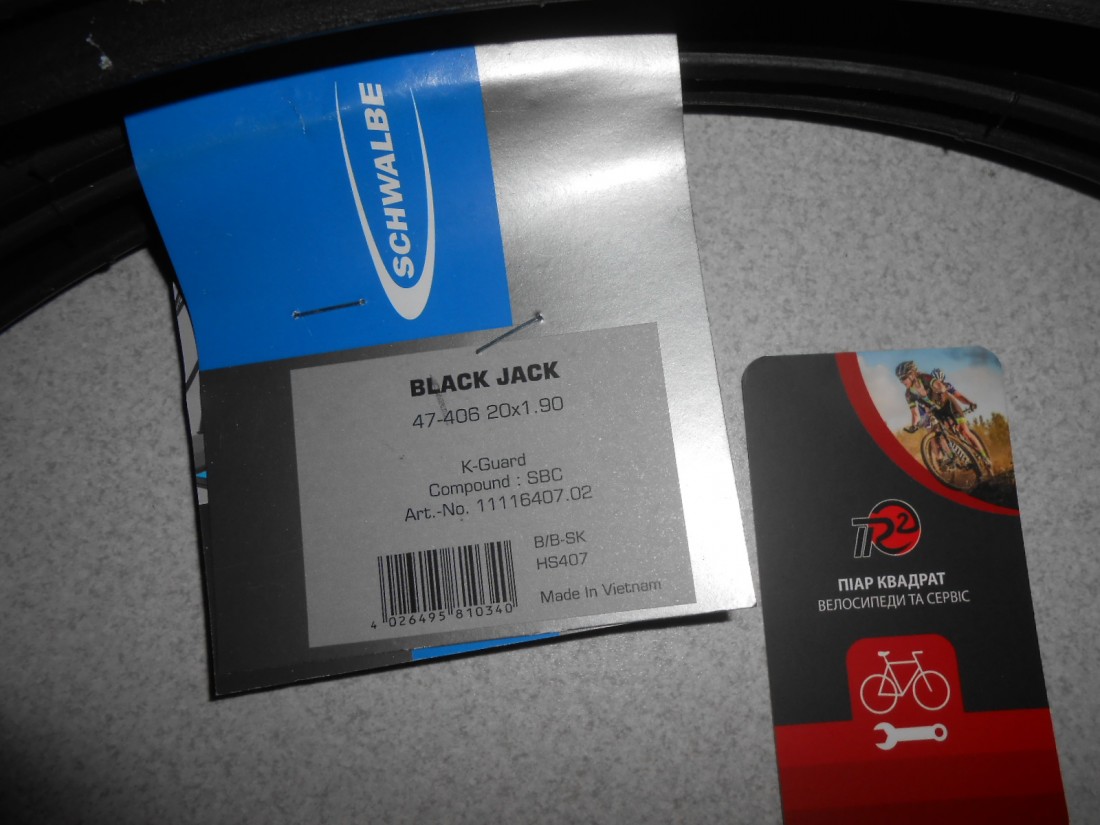 SCHWALBE
BLACK JACK
47-406 20x1.90
K-Guard
Compound : SBC
Art.-No. 11116407.02
B/B-SK
HS407
Made In Vietnam
4 026495 810340
ПR2
ПІАР КВАДРАТ
ВЕЛОСИПЕДИ ТА СЕРВІС